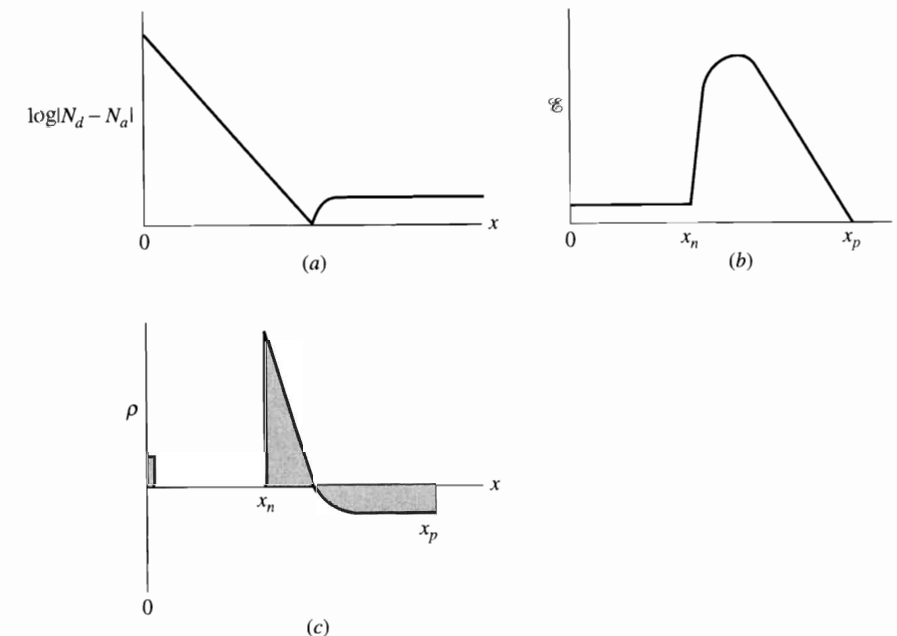 log|N_d − N_a|
x
0
(a)
ℰ
0
x_n
x_p
(b)
ρ
x
x_n
x_p
0
(c)